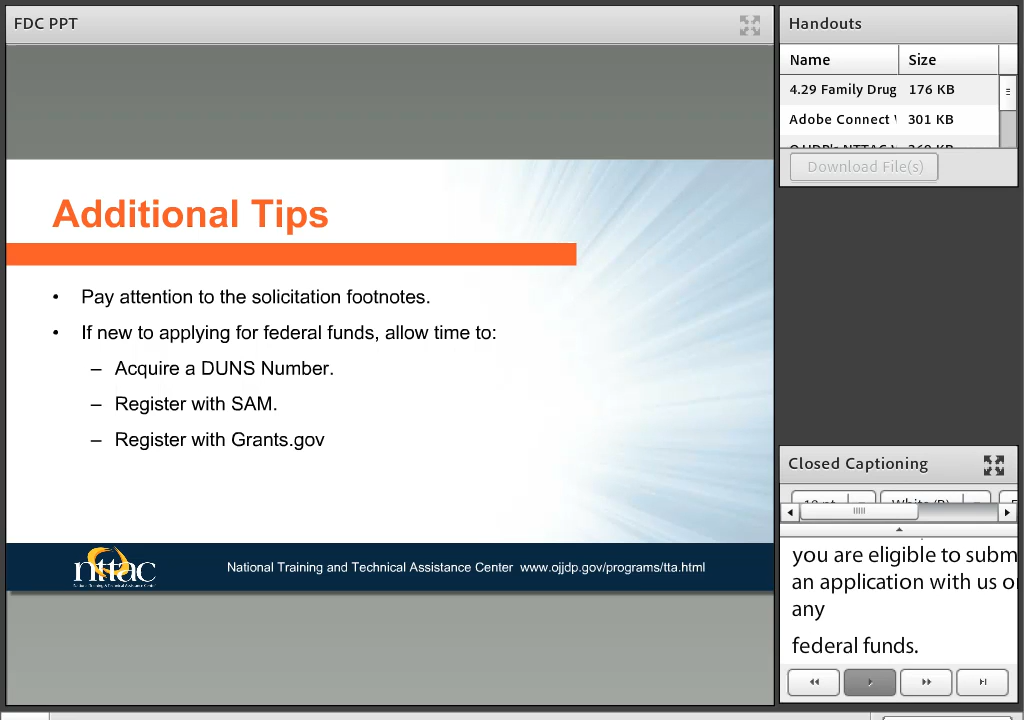 FDC PPT
Additional Tips
• Pay attention to the solicitation footnotes.
• If new to applying for federal funds, allow time to:
– Acquire a DUNS Number.
– Register with SAM.
– Register with Grants.gov
nttac
National Training and Technical Assistance Center www.ojjdp.gov/programs/tta.html
Handouts
Name Size
4.29 Family Drug 176 KB
Adobe Connect 301 KB
Download File(s)
Closed Captioning
you are eligible to subm
an application with us o
any
federal funds.